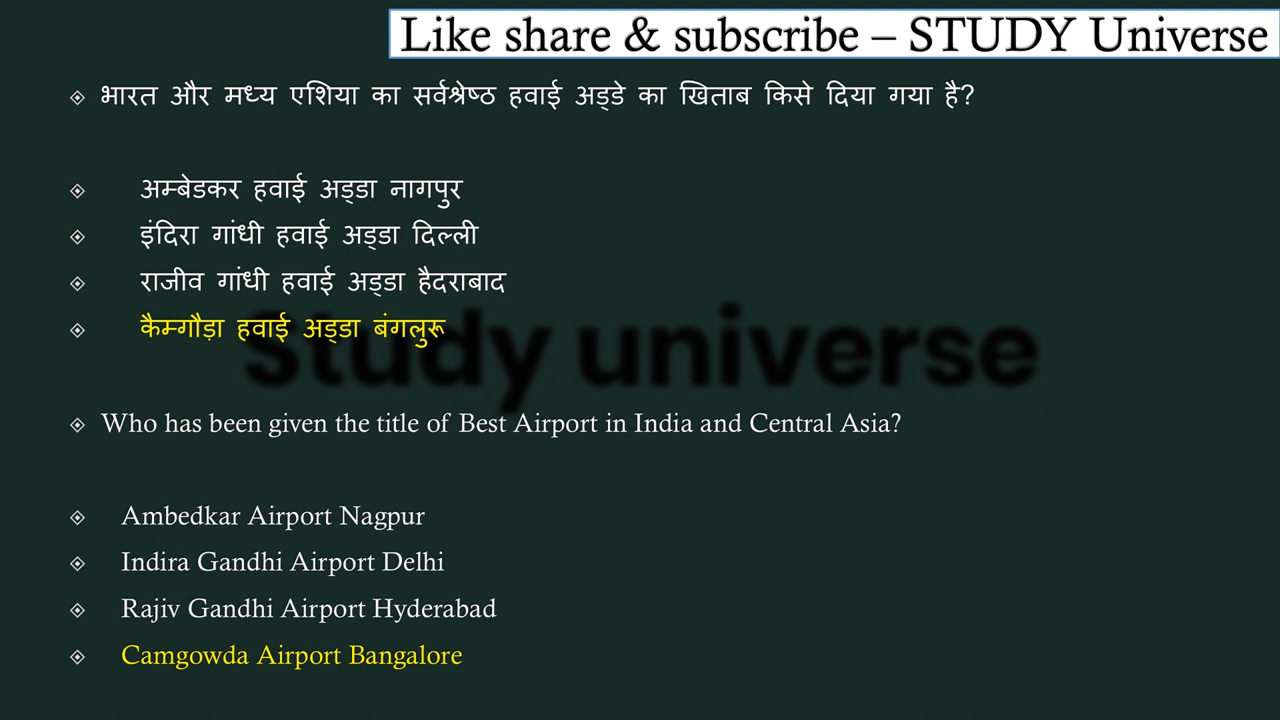 Like share & subscribe – STUDY Universe
भारत और मध्य एशिया का सर्वश्रेष्ठ हवाई अड्डे का खिताब किसे दिया गया है?
अम्बेडकर हवाई अड्डा नागपुर
इंदिरा गांधी हवाई अड्डा दिल्ली
राजीव गांधी हवाई अड्डा हैदराबाद
कैम्गौड़ा हवाई अड्डा बंगलुरू
Study universe
Who has been given the title of Best Airport in India and Central Asia?
Ambedkar Airport Nagpur
Indira Gandhi Airport Delhi
Rajiv Gandhi Airport Hyderabad
Camgowda Airport Bangalore